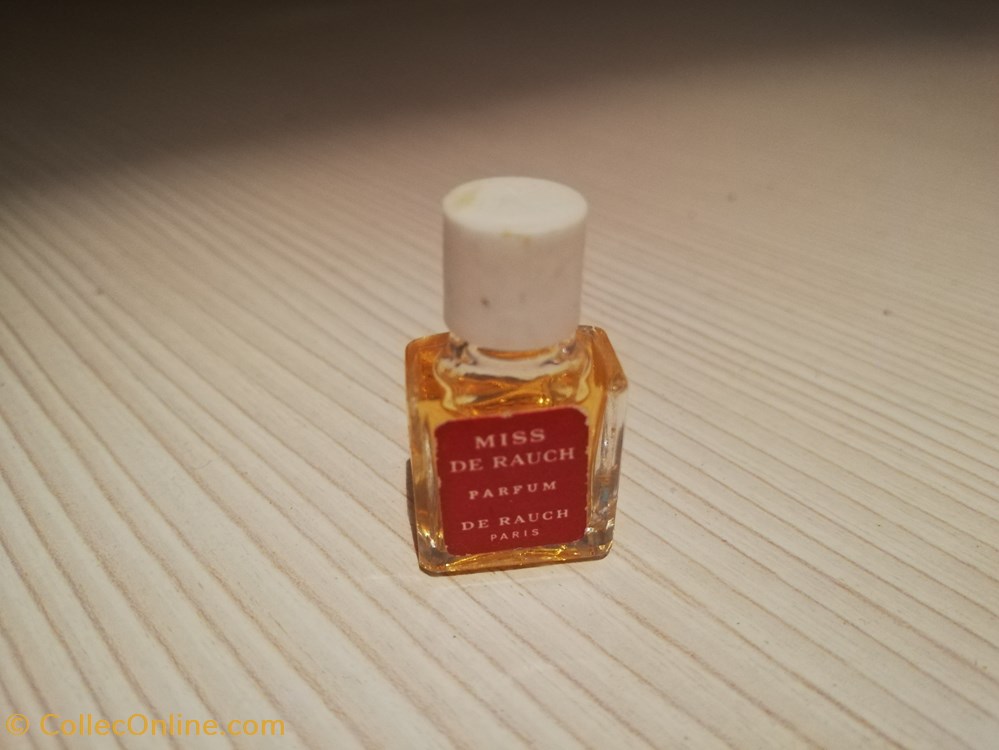 MISS
DE RAUCH
PARFUM
DE RAUCH
PARIS
© CollecOnline.com